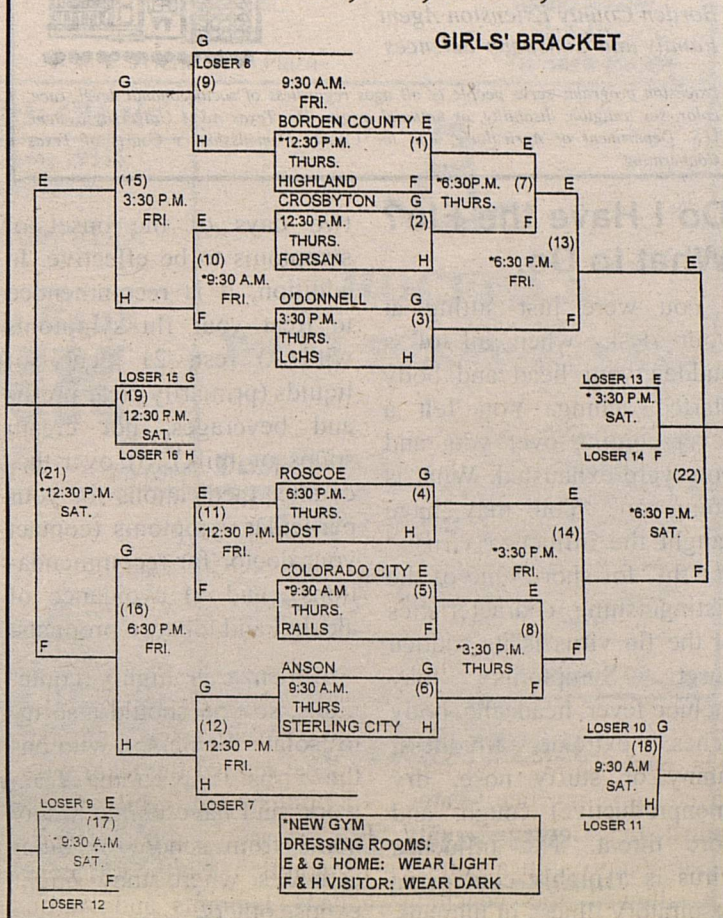 GIRLS' BRACKET
G
LOSER 8
(9)
9:30 A.M.
FRI.
H
G
(15)
3:30 P.M.
FRI.
H
E
BORDEN COUNTY E
*12:30 P.M. (1)
THURS.
HIGHLAND F
E
*6:30P.M. (7)
THURS.
F
CROSBYTON G
12:30 P.M. (2)
THURS.
FORSAN H
E
(10)
*9:30 A.M.
FRI.
F
O'DONNELL G
3:30 P.M. (3)
THURS.
LCHS H
E
(13)
*6:30 P.M.
FRI.
F
E
LOSER 15 G
(19)
12:30 P.M.
SAT.
LOSER 16 H
LOSER 13 E
* 3:30 P.M.
SAT.
LOSER 14 F
(21)
*12:30 P.M.
SAT.
F
(22)
*6:30 P.M.
SAT.
F
ROSCOE G
6:30 P.M. (4)
THURS.
POST H
E
(11)
*12:30 P.M.
FRI.
F
COLORADO CITY E
*9:30 A.M. (5)
THURS.
RALLS F
E
(14)
*3:30 P.M.
FRI.
F
E
(8)
*3:30 P.M.
THURS
F
G
(16)
6:30 P.M.
FRI.
H
ANSON G
9:30 A.M. (6)
THURS.
STERLING CITY H
G
(12)
12:30 P.M.
FRI.
H
LOSER 7
LOSER 10 G
(18)
9:30 A.M
SAT.
H
LOSER 11
LOSER 9 E
(17)
9:30 A.M
SAT.
F
LOSER 12
*NEW GYM
DRESSING ROOMS:
E & G HOME: WEAR LIGHT
F & H VISITOR: WEAR DARK